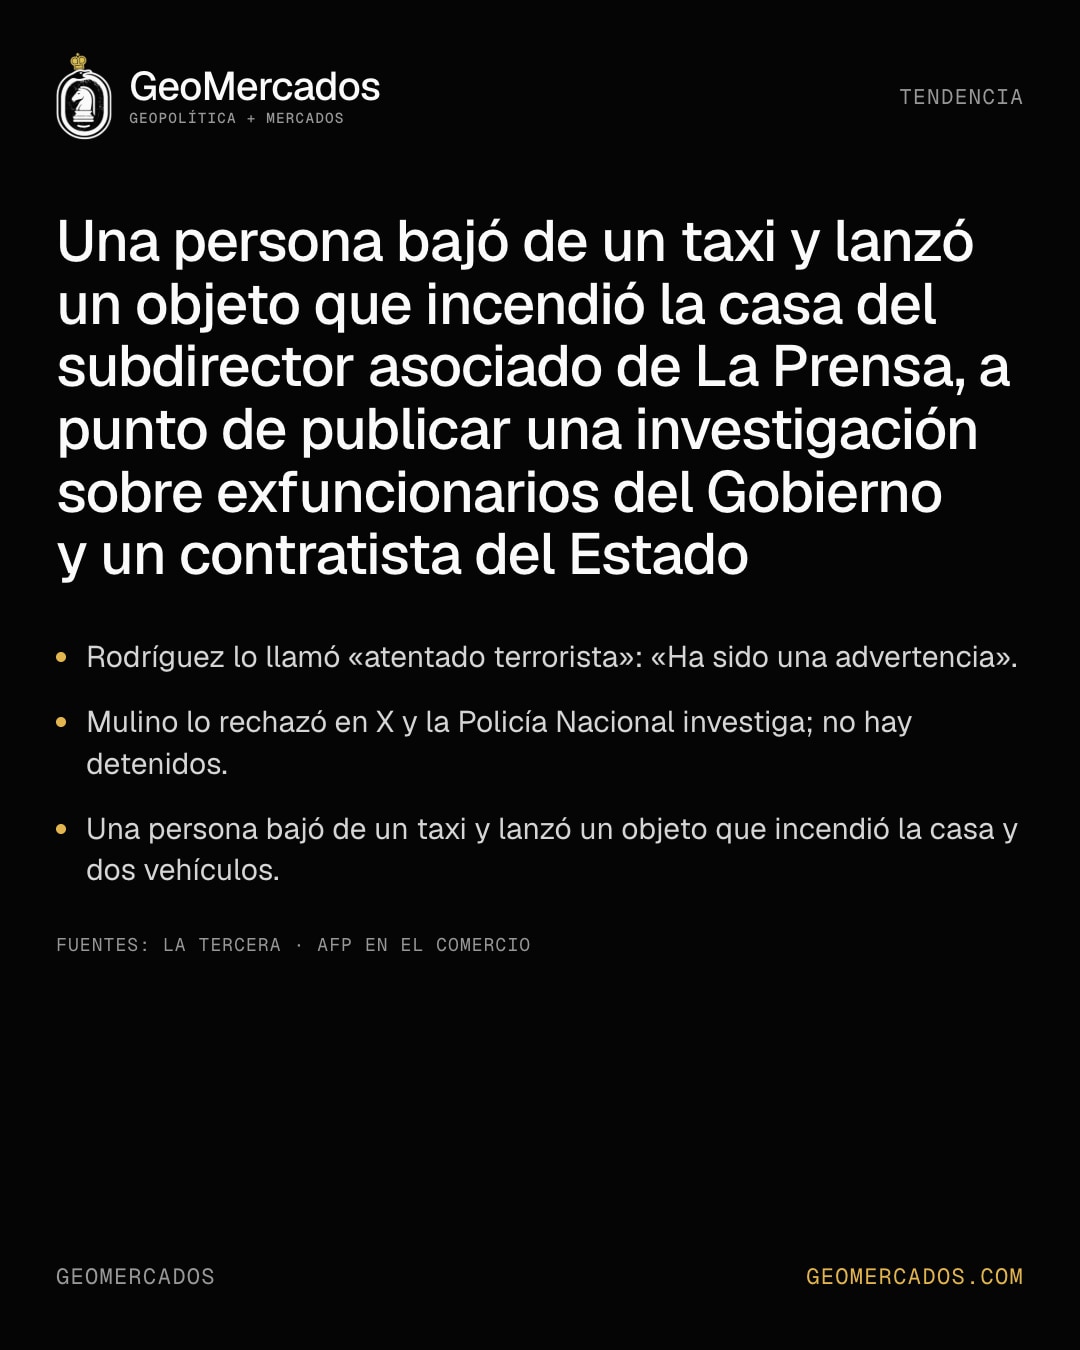 GeoMercados
GEOPOLÍTICA + MERCADOS
TENDENCIA
Una persona bajó de un taxi y lanzó
un objeto que incendió la casa del
subdirector asociado de La Prensa, a
punto de publicar una investigación
sobre exfuncionarios del Gobierno
y un contratista del Estado
• Rodríguez lo llamó «atentado terrorista»: «Ha sido una advertencia».
• Mulino lo rechazó en X y la Policía Nacional investiga; no hay
detenidos.
• Una persona bajó de un taxi y lanzó un objeto que incendió la casa y
dos vehículos.
FUENTES: LA TERCERA · AFP EN EL COMERCIO
GEOMERCADOS
GEOMERCADOS.COM